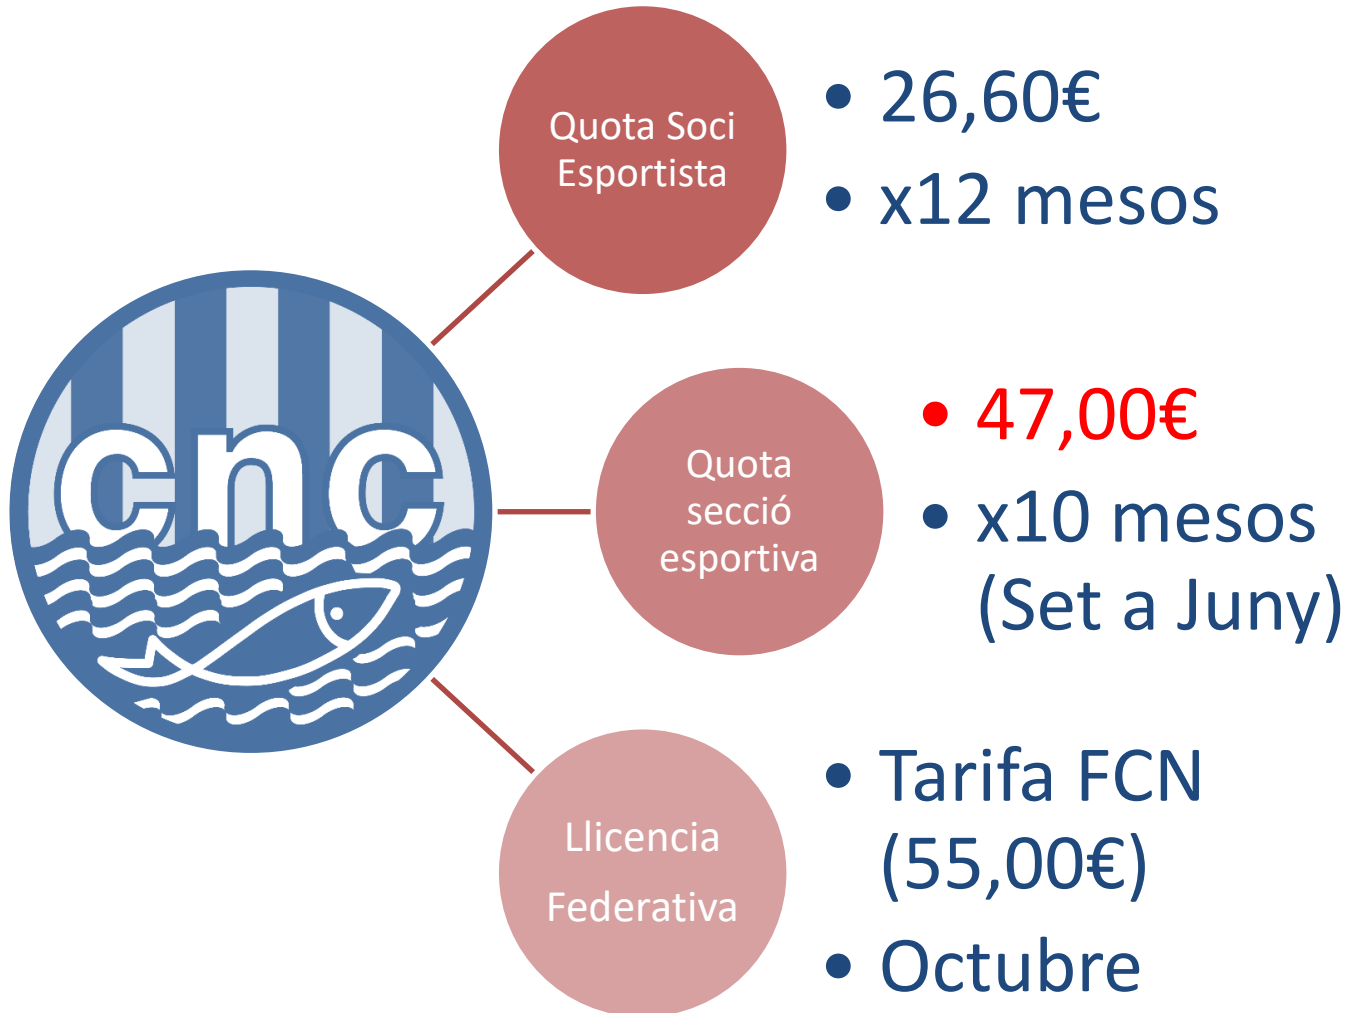 cnc
Quota Soci
Esportista
• 26,60€
• x12 mesos
Quota
secció
esportiva
• 47,00€
• x10 mesos
(Set a Juny)
Llicencia
Federativa
• Tarifa FCN
(55,00€)
• Octubre